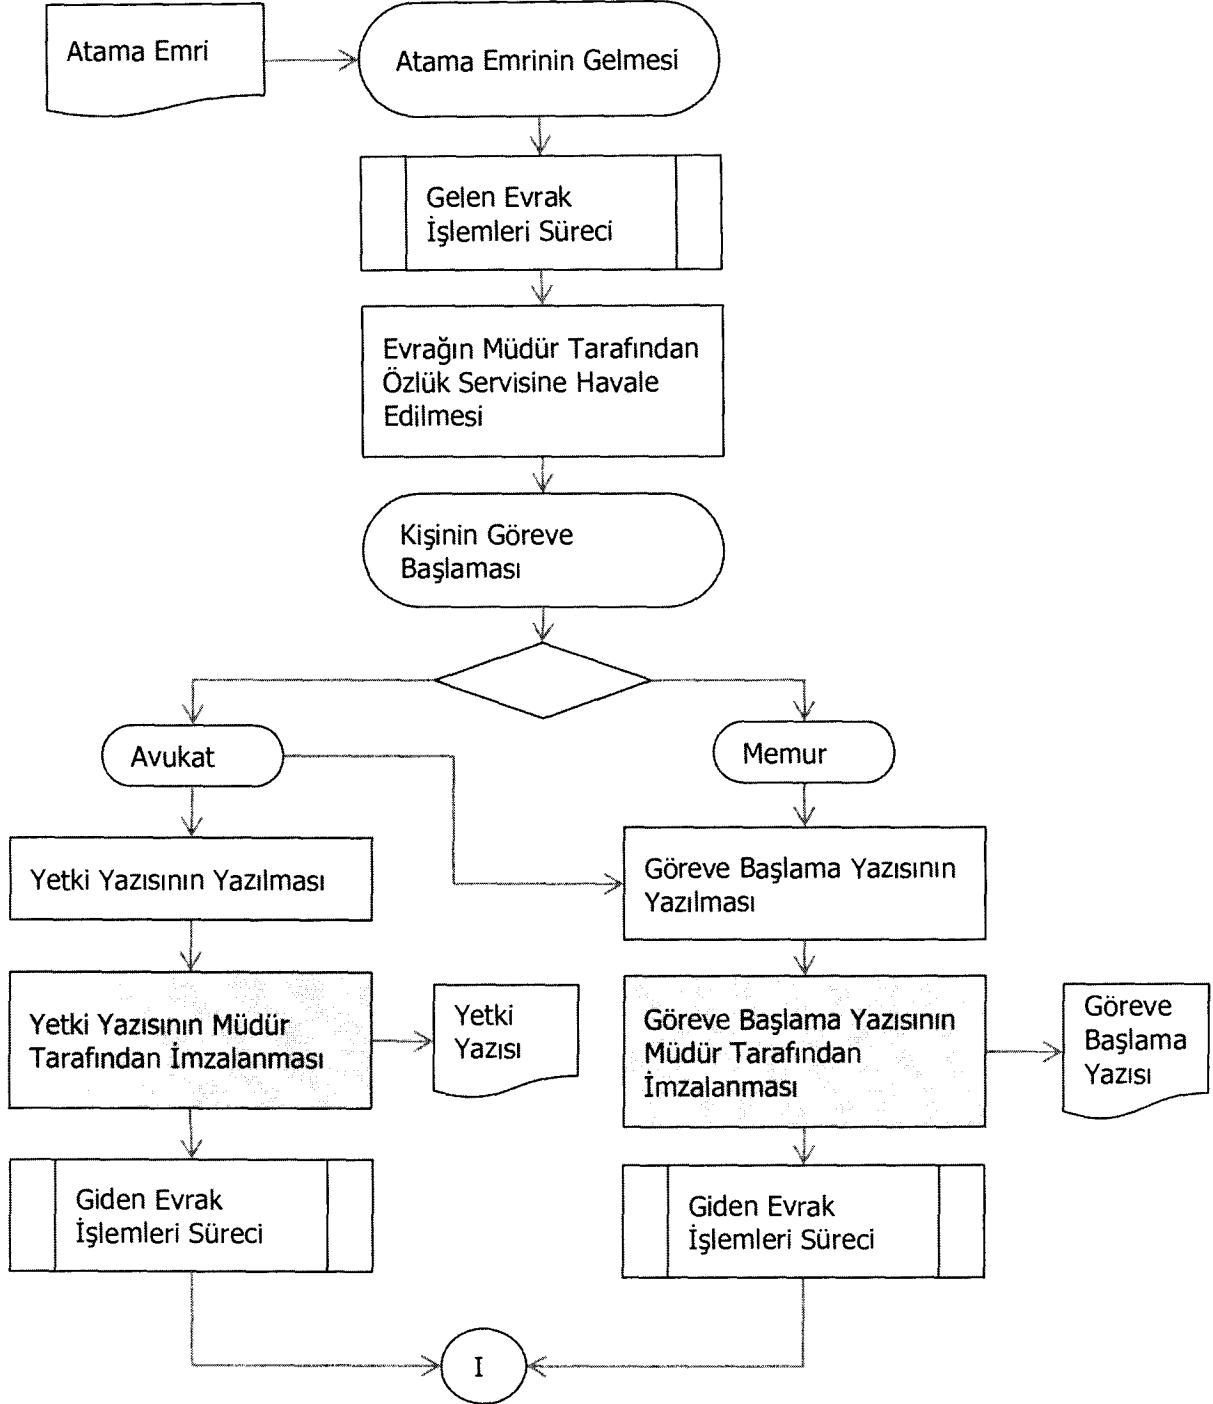 Atama Emri
Atama Emrinin Gelmesi
Gelen Evrak
İşlemleri Süreci
Evrağın Müdür Tarafından
Özlük Servisine Havale
Edilmesi
Kişinin Göreve
Başlaması
Avukat
Memur
Yetki Yazısının Yazılması
Göreve Başlama Yazısının
Yazılması
Yetki Yazısının Müdür
Tarafından İmzalanması
Yetki
Yazısı
Göreve Başlama Yazısının
Müdür Tarafından
İmzalanması
Göreve
Başlama
Yazısı
Giden Evrak
İşlemleri Süreci
Giden Evrak
İşlemleri Süreci
I